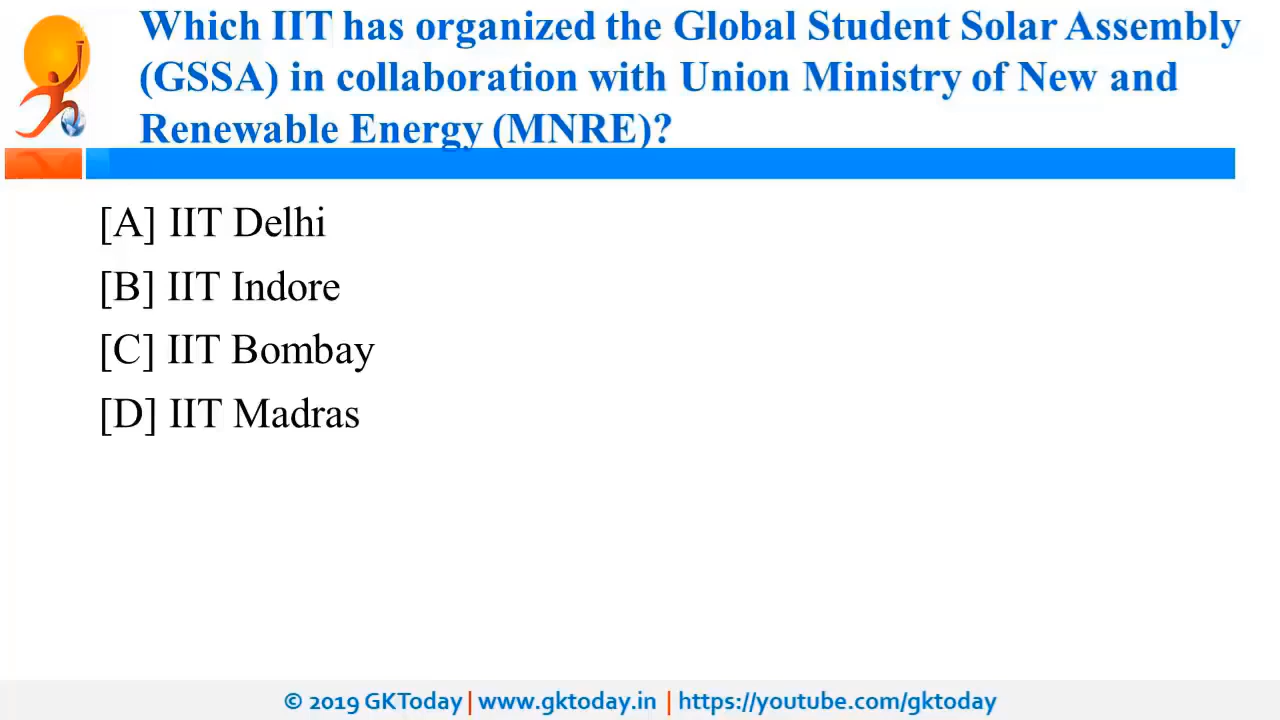 Which IIT has organized the Global Student Solar Assembly
(GSSA) in collaboration with Union Ministry of New and
Renewable Energy (MNRE)?
[A] IIT Delhi
[B] IIT Indore
[C] IIT Bombay
[D] IIT Madras
© 2019 GKToday | www.gktoday.in | https://youtube.com/gktoday